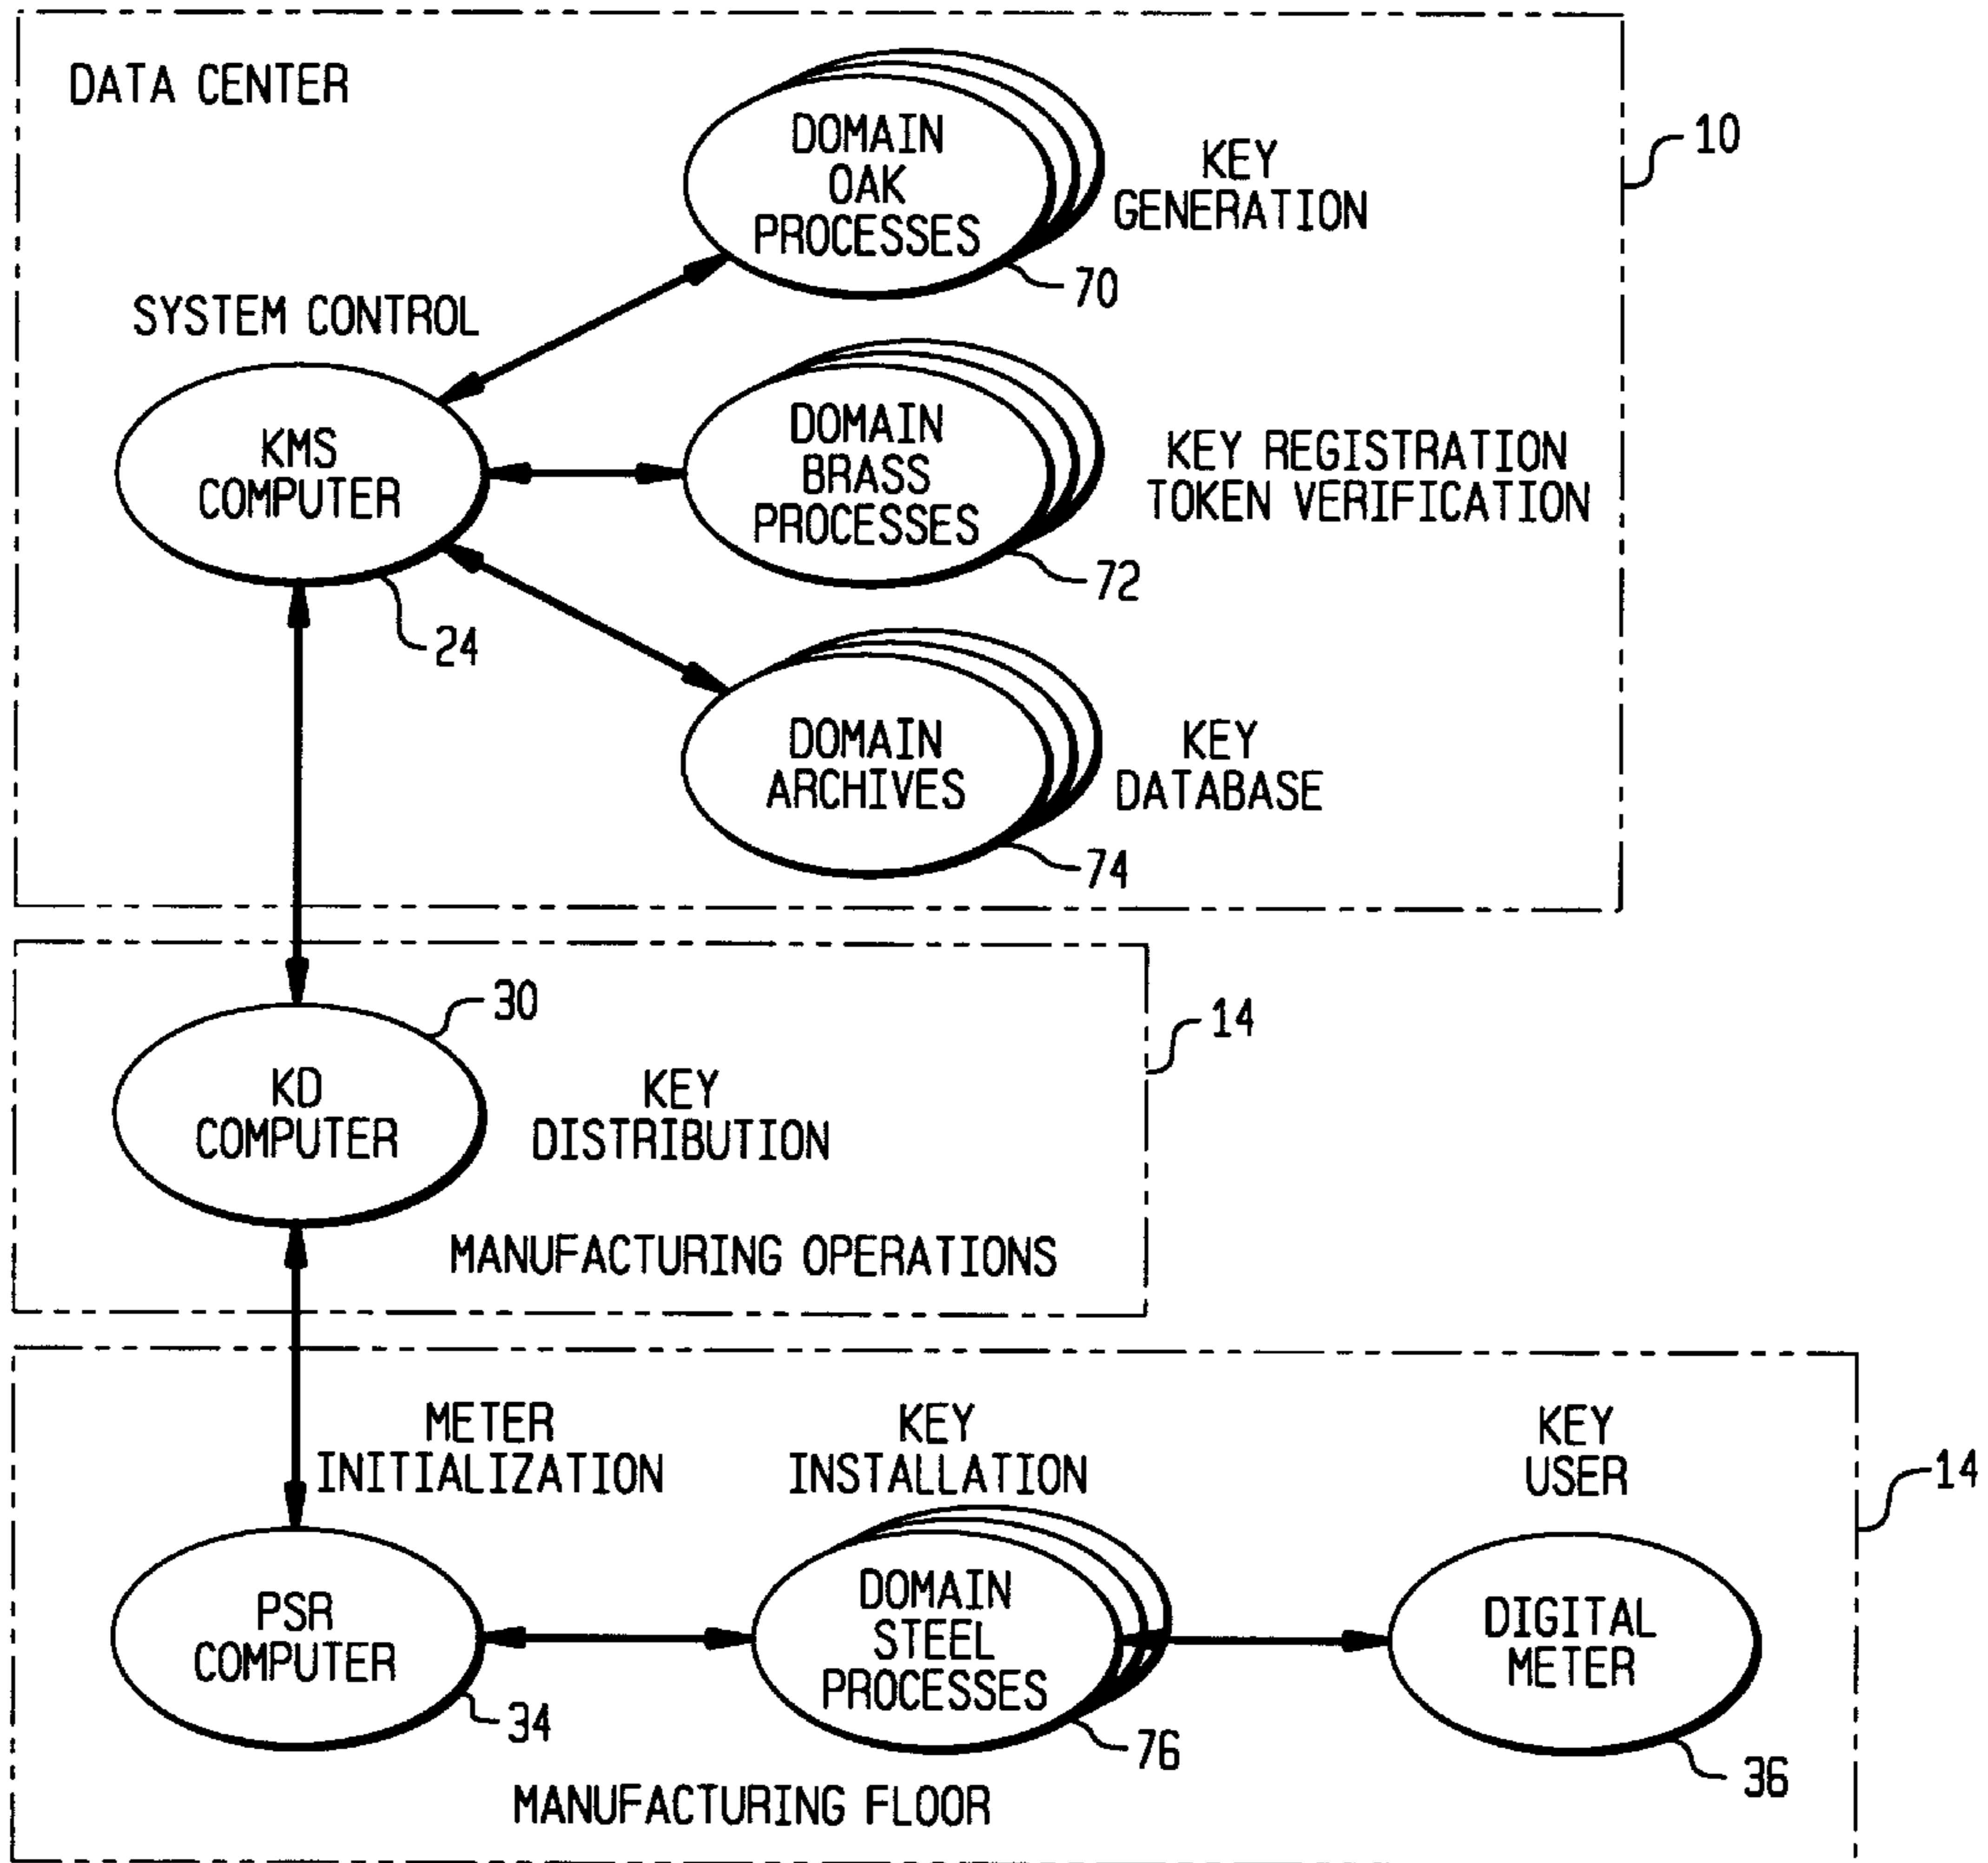 DATA CENTER
DOMAIN
OAK
PROCESSES
KEY
GENERATION
10
70
SYSTEM CONTROL
KMS
COMPUTER
24
DOMAIN
BRASS
PROCESSES
KEY REGISTRATION
TOKEN VERIFICATION
72
DOMAIN
ARCHIVES
KEY
DATABASE
74
30
KD
COMPUTER
KEY
DISTRIBUTION
14
MANUFACTURING OPERATIONS
METER
INITIALIZATION
KEY
INSTALLATION
KEY
USER
14
PSR
COMPUTER
34
DOMAIN
STEEL
PROCESSES
76
DIGITAL
METER
36
MANUFACTURING FLOOR